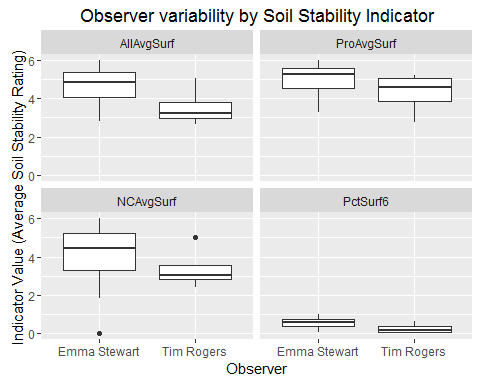 Observer variability by Soil Stability Indicator
Indicator Value (Average Soil Stability Rating)
AllAvgSurf
ProAvgSurf
6
4
2
0
NCAvgSurf
PctSurf6
6
4
2
0
Emma Stewart
Tim Rogers
Emma Stewart
Tim Rogers
Observer